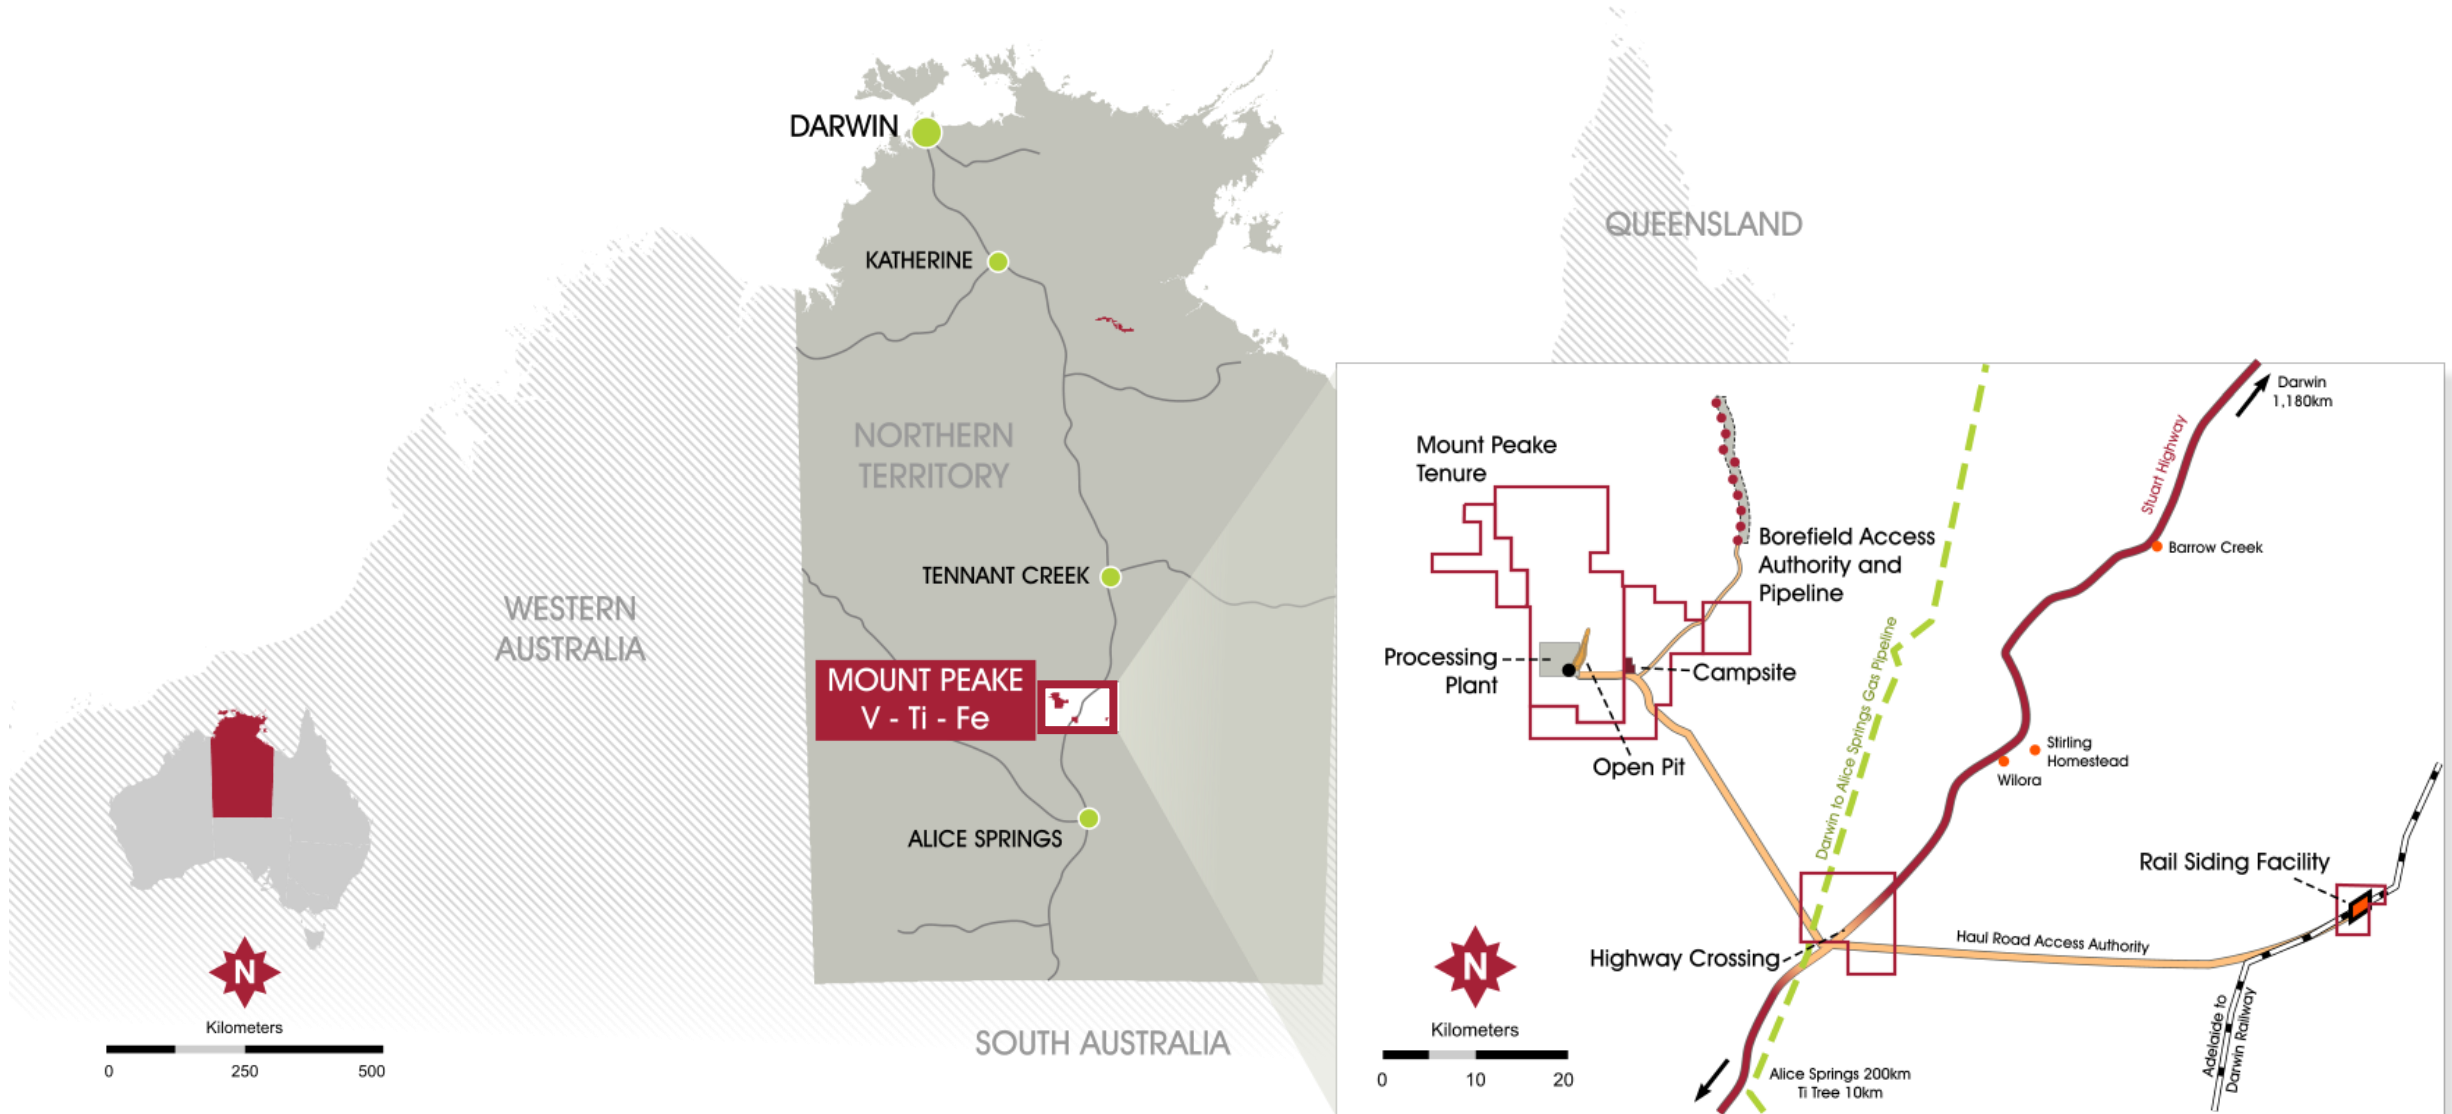 DARWIN
KATHERINE
NORTHERN
TERRITORY
TENNANT CREEK
WESTERN
AUSTRALIA
MOUNT PEAKE
V - Ti - Fe
ALICE SPRINGS
SOUTH AUSTRALIA
QUEENSLAND
N
Kilometers
0 250 500
Mount Peake
Tenure
Borefield Access
Authority and
Pipeline
Processing
Plant
Campsite
Open Pit
Darwin to Alice Springs Gas Pipeline
Stuart Highway
Darwin
1,180km
Barrow Creek
Stirling
Homestead
Wilora
Rail Siding Facility
Haul Road Access Authority
Highway Crossing
Adelaide to
Darwin Railway
Alice Springs 200km
Ti Tree 10km
N
Kilometers
0 10 20